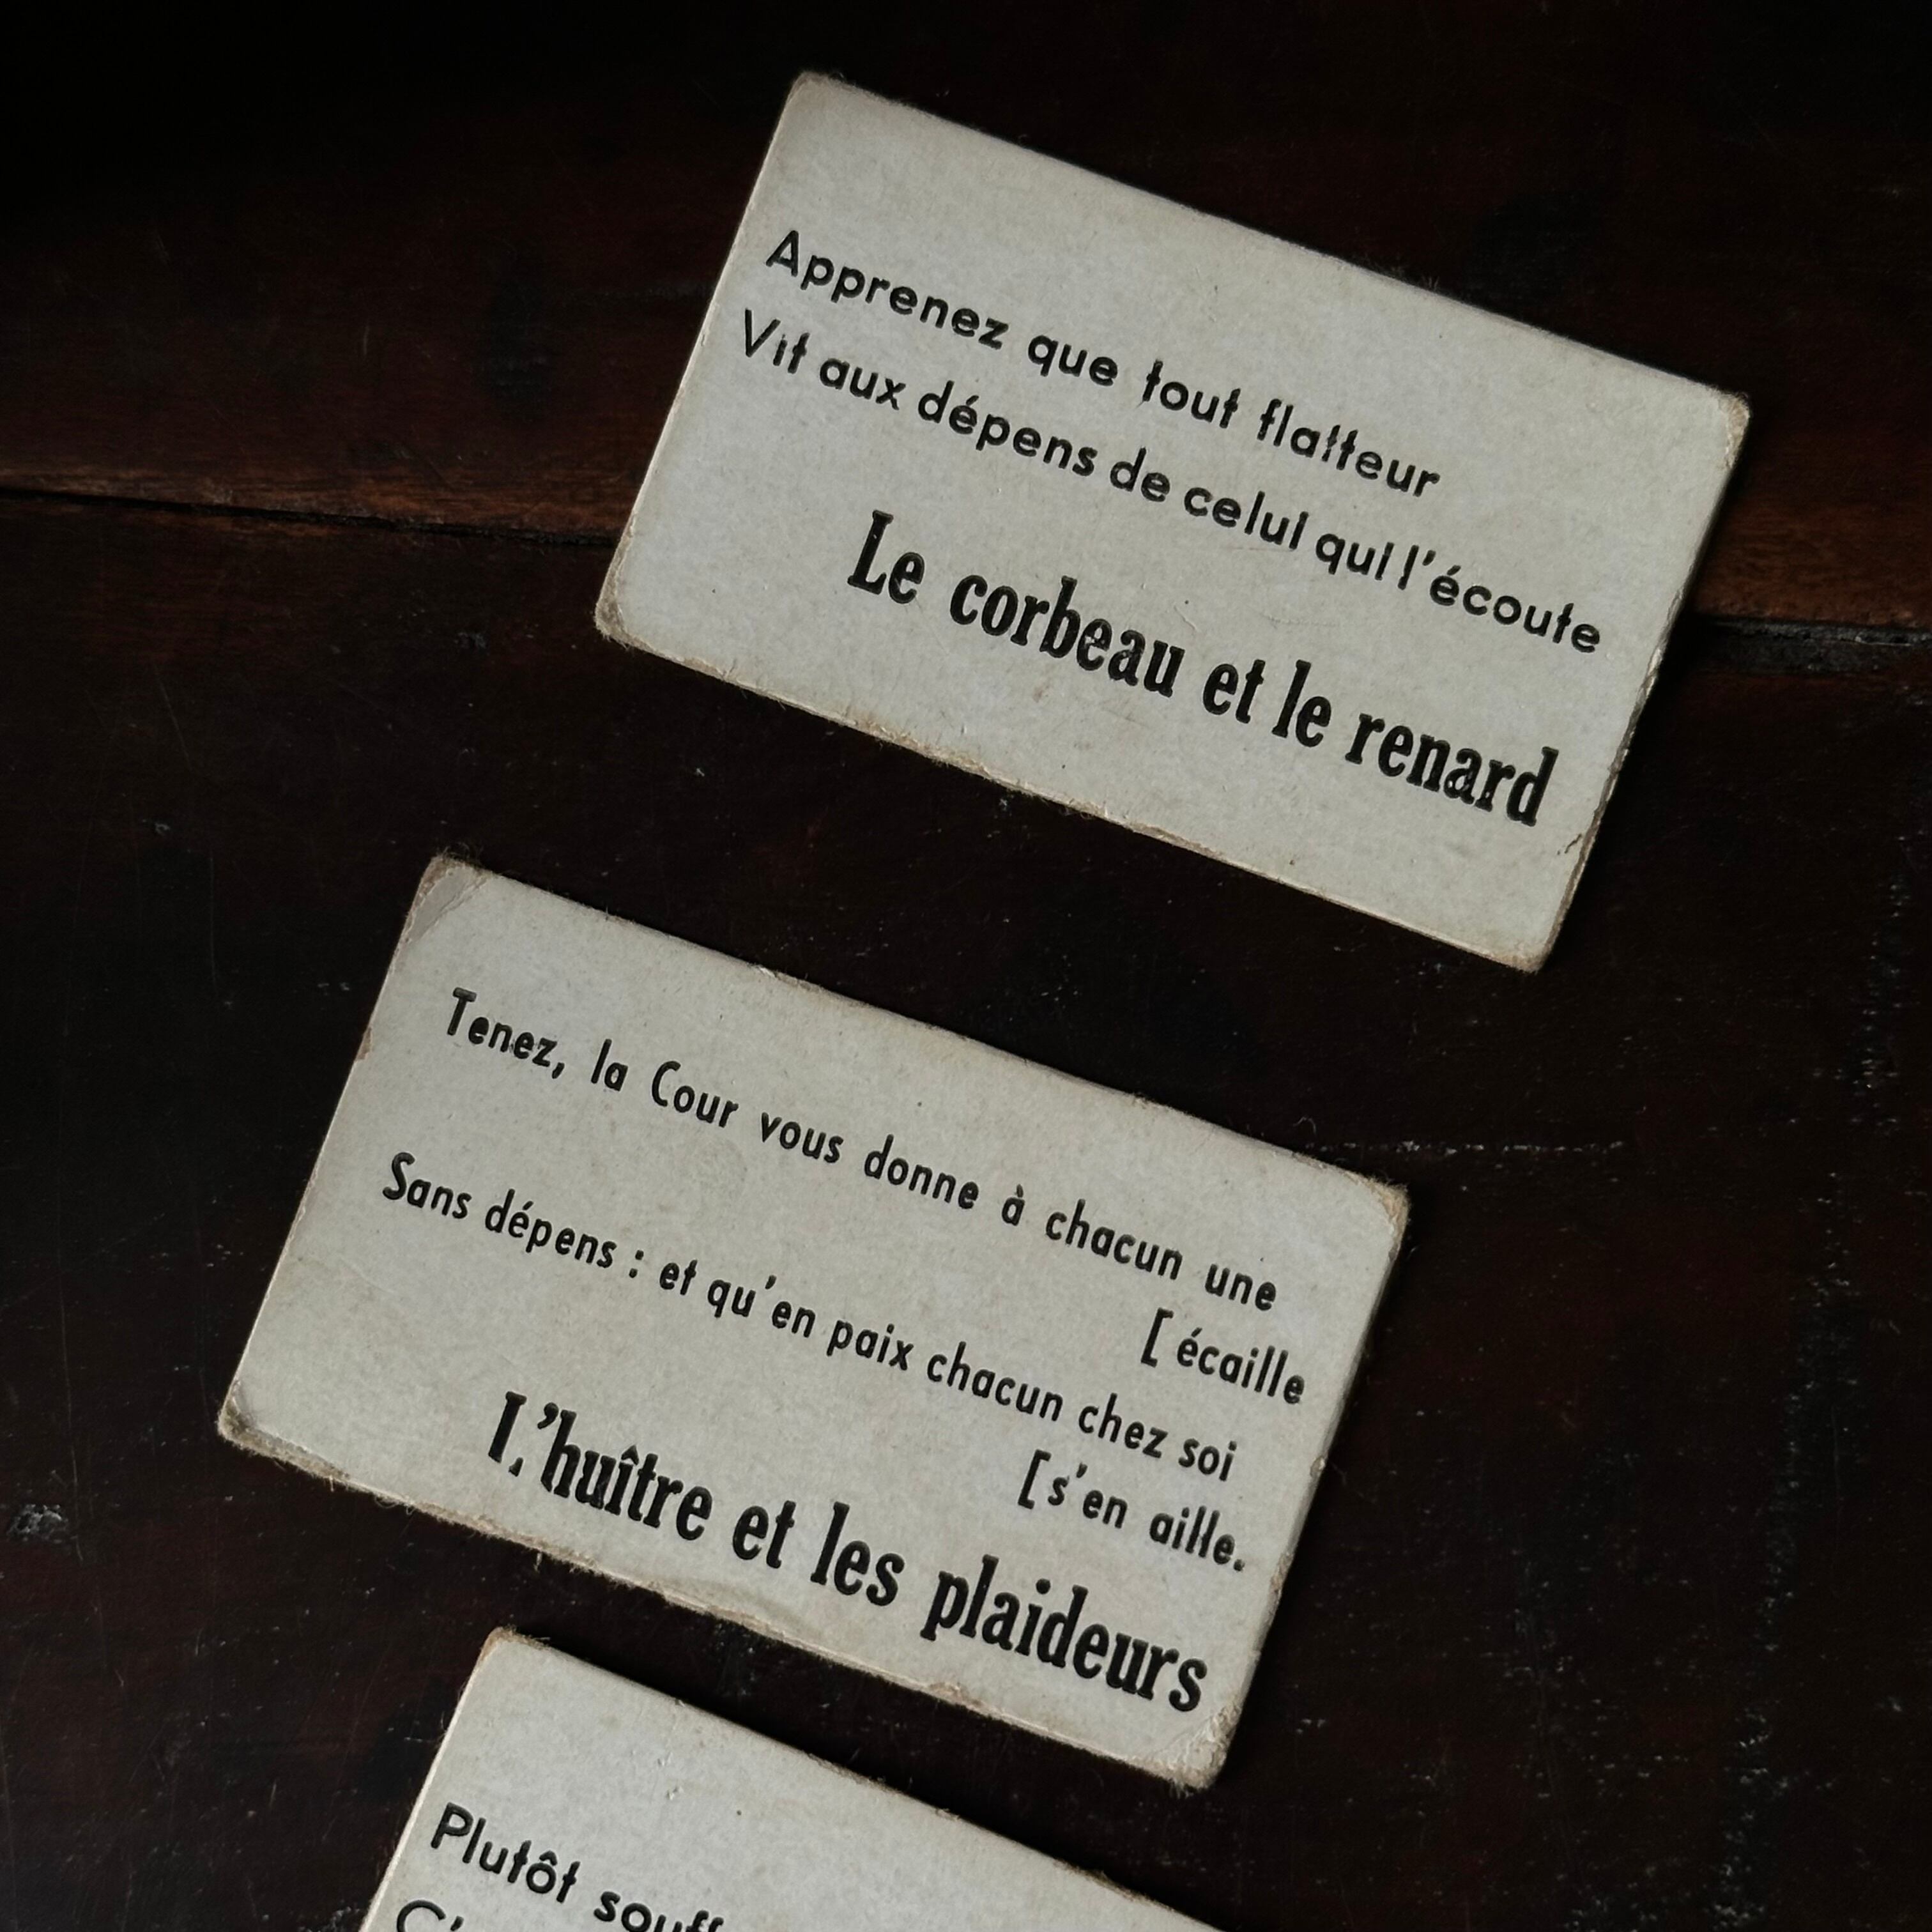 Apprenez que tout flatteur
Vit aux dépens de celui qui l'écoute
Le corbeau et le renard
Tenez, la Cour vous donne à chacun une
[ écaille
Sans dépens : et qu'en paix chacun chez soi
[ s'en aille.
L'huître et les plaideurs
Plutôt